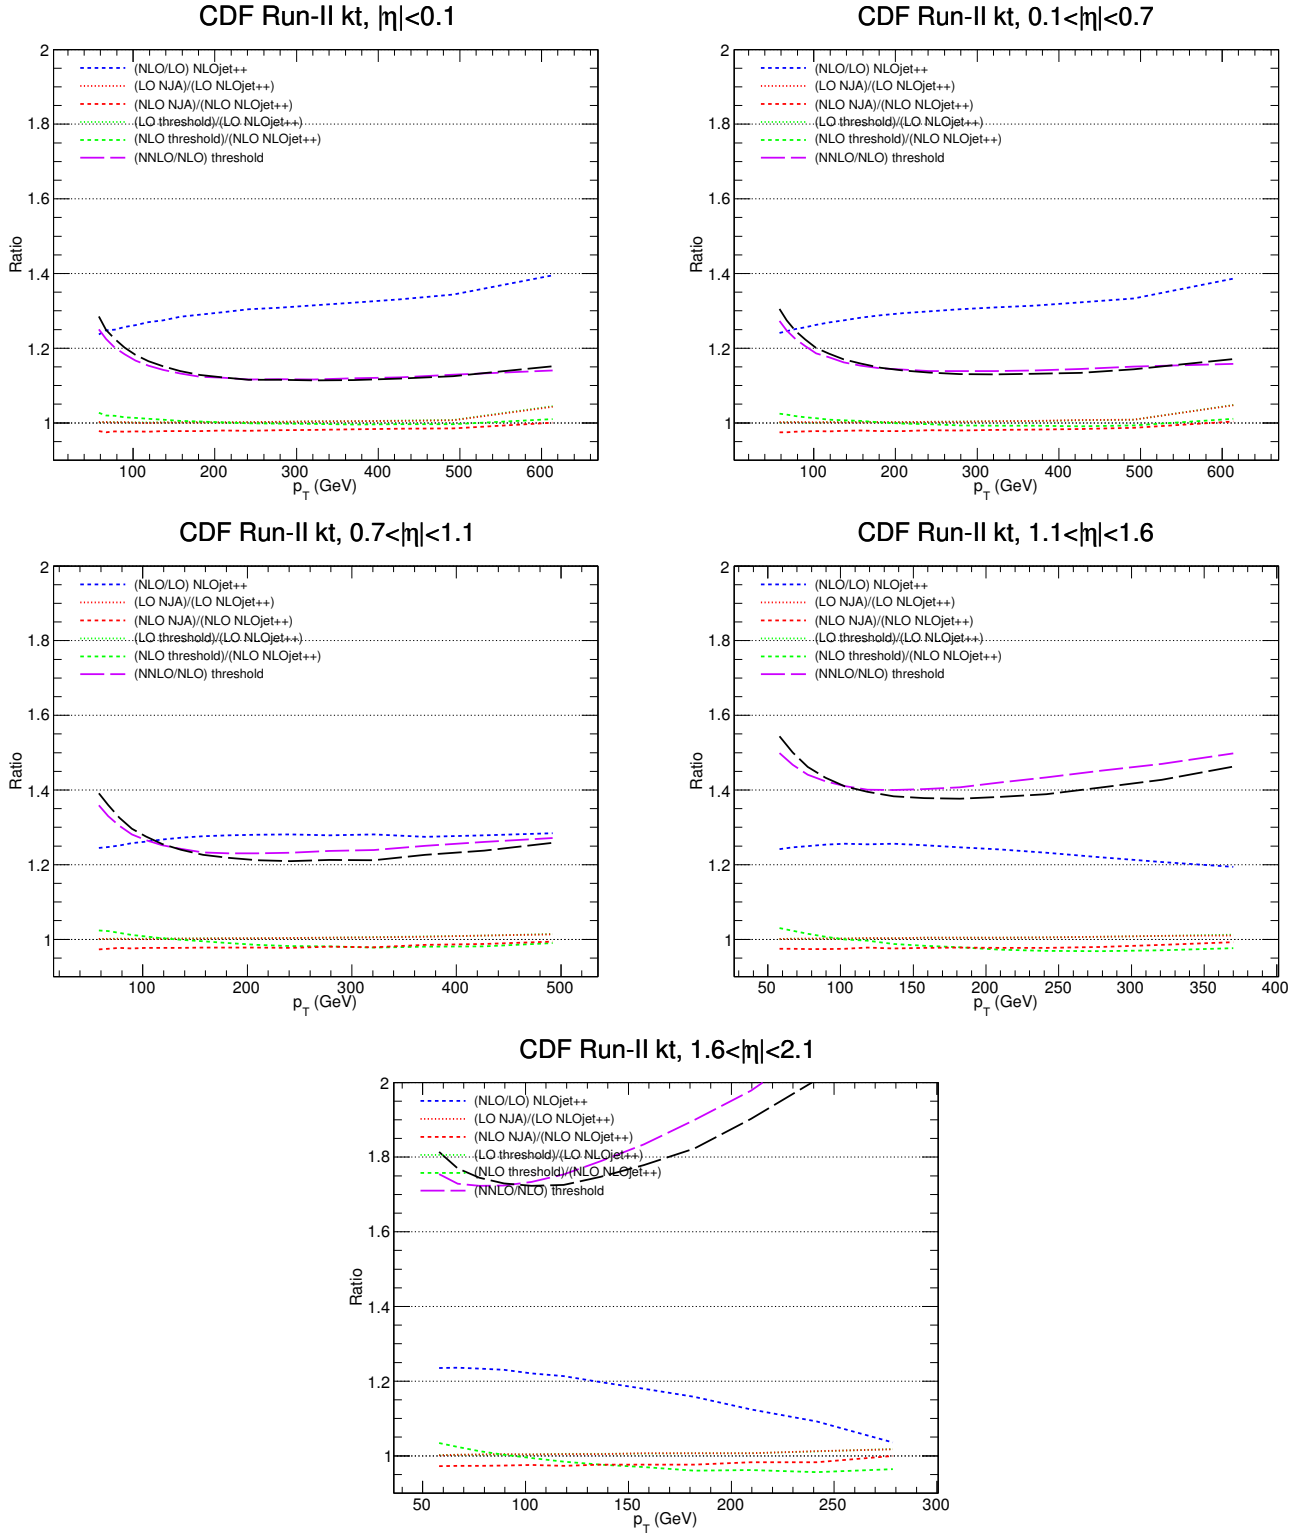 CDF Run-II kt, |η|<0.1
2
1.8
1.6
1.4
1.2
1
Ratio
(NLO/LO) NLOjet++
(LO NJA)/(LO NLOjet++)
(NLO NJA)/(NLO NLOjet++)
(LO threshold)/(LO NLOjet++)
(NLO threshold)/(NLO NLOjet++)
(NNLO/NLO) threshold
100 200 300 400 500 600
p_T (GeV)
CDF Run-II kt, 0.1<|η|<0.7
2
1.8
1.6
1.4
1.2
1
Ratio
(NLO/LO) NLOjet++
(LO NJA)/(LO NLOjet++)
(NLO NJA)/(NLO NLOjet++)
(LO threshold)/(LO NLOjet++)
(NLO threshold)/(NLO NLOjet++)
(NNLO/NLO) threshold
100 200 300 400 500 600
p_T (GeV)
CDF Run-II kt, 0.7<|η|<1.1
2
1.8
1.6
1.4
1.2
1
Ratio
(NLO/LO) NLOjet++
(LO NJA)/(LO NLOjet++)
(NLO NJA)/(NLO NLOjet++)
(LO threshold)/(LO NLOjet++)
(NLO threshold)/(NLO NLOjet++)
(NNLO/NLO) threshold
100 200 300 400 500
p_T (GeV)
CDF Run-II kt, 1.1<|η|<1.6
2
1.8
1.6
1.4
1.2
1
Ratio
(NLO/LO) NLOjet++
(LO NJA)/(LO NLOjet++)
(NLO NJA)/(NLO NLOjet++)
(LO threshold)/(LO NLOjet++)
(NLO threshold)/(NLO NLOjet++)
(NNLO/NLO) threshold
50 100 150 200 250 300 350 400
p_T (GeV)
CDF Run-II kt, 1.6<|η|<2.1
2
1.8
1.6
1.4
1.2
1
Ratio
(NLO/LO) NLOjet++
(LO NJA)/(LO NLOjet++)
(NLO NJA)/(NLO NLOjet++)
(LO threshold)/(LO NLOjet++)
(NLO threshold)/(NLO NLOjet++)
(NNLO/NLO) threshold
50 100 150 200 250 300
p_T (GeV)